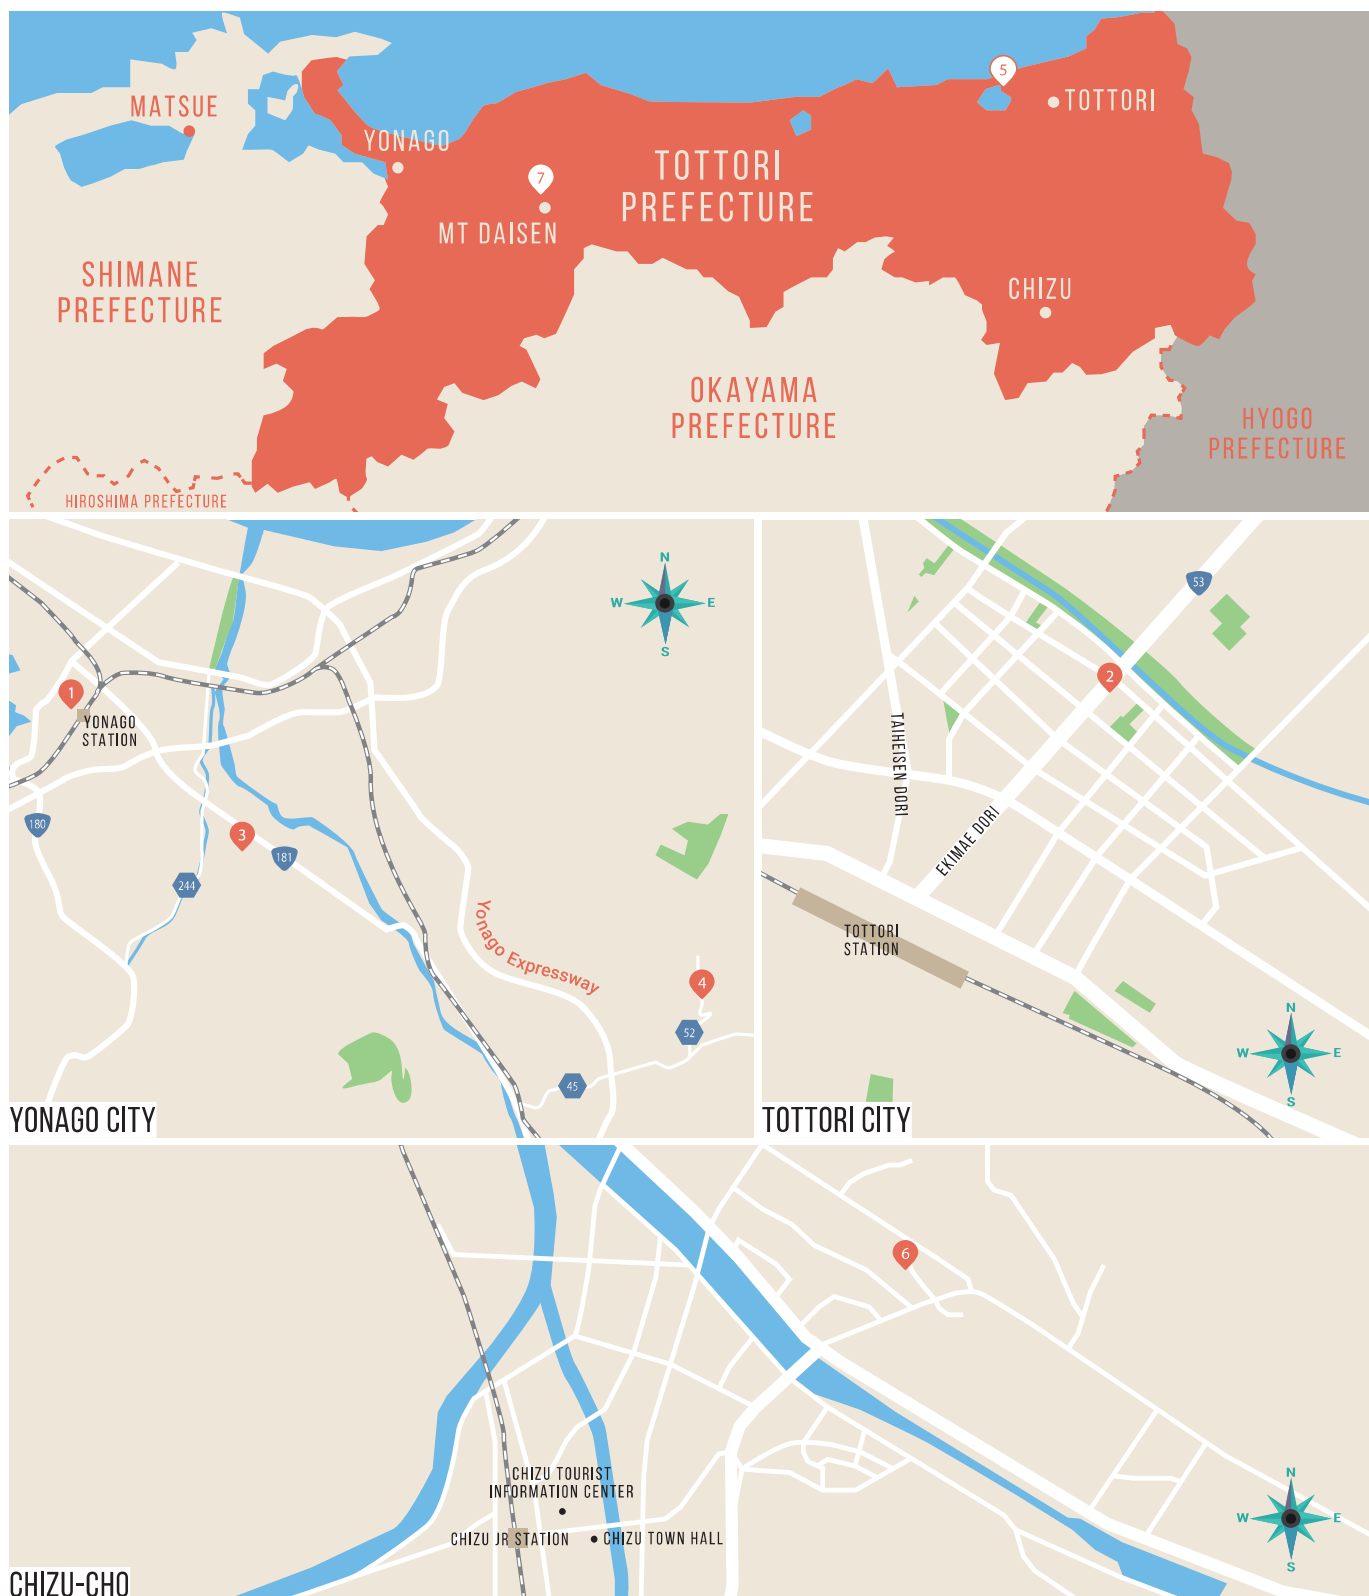 5
MATSUE
TOTTORI
YONAGO
TOTTORI
PREFECTURE
7
MT DAISEN
SHIMANE
PREFECTURE
CHIZU
OKAYAMA
PREFECTURE
HYOGO
PREFECTURE
HIROSHIMA PREFECTURE
N
W
E
S
1
YONAGO
STATION
180
3
181
244
Yonago Expressway
4
52
45
YONAGO CITY
53
2
TAIHEISEN DORI
EKIMAE DORI
TOTTORI
STATION
N
W
E
S
TOTTORI CITY
6
CHIZU TOURIST
INFORMATION CENTER
CHIZU JR STATION
CHIZU TOWN HALL
N
W
E
S
CHIZU-CHO